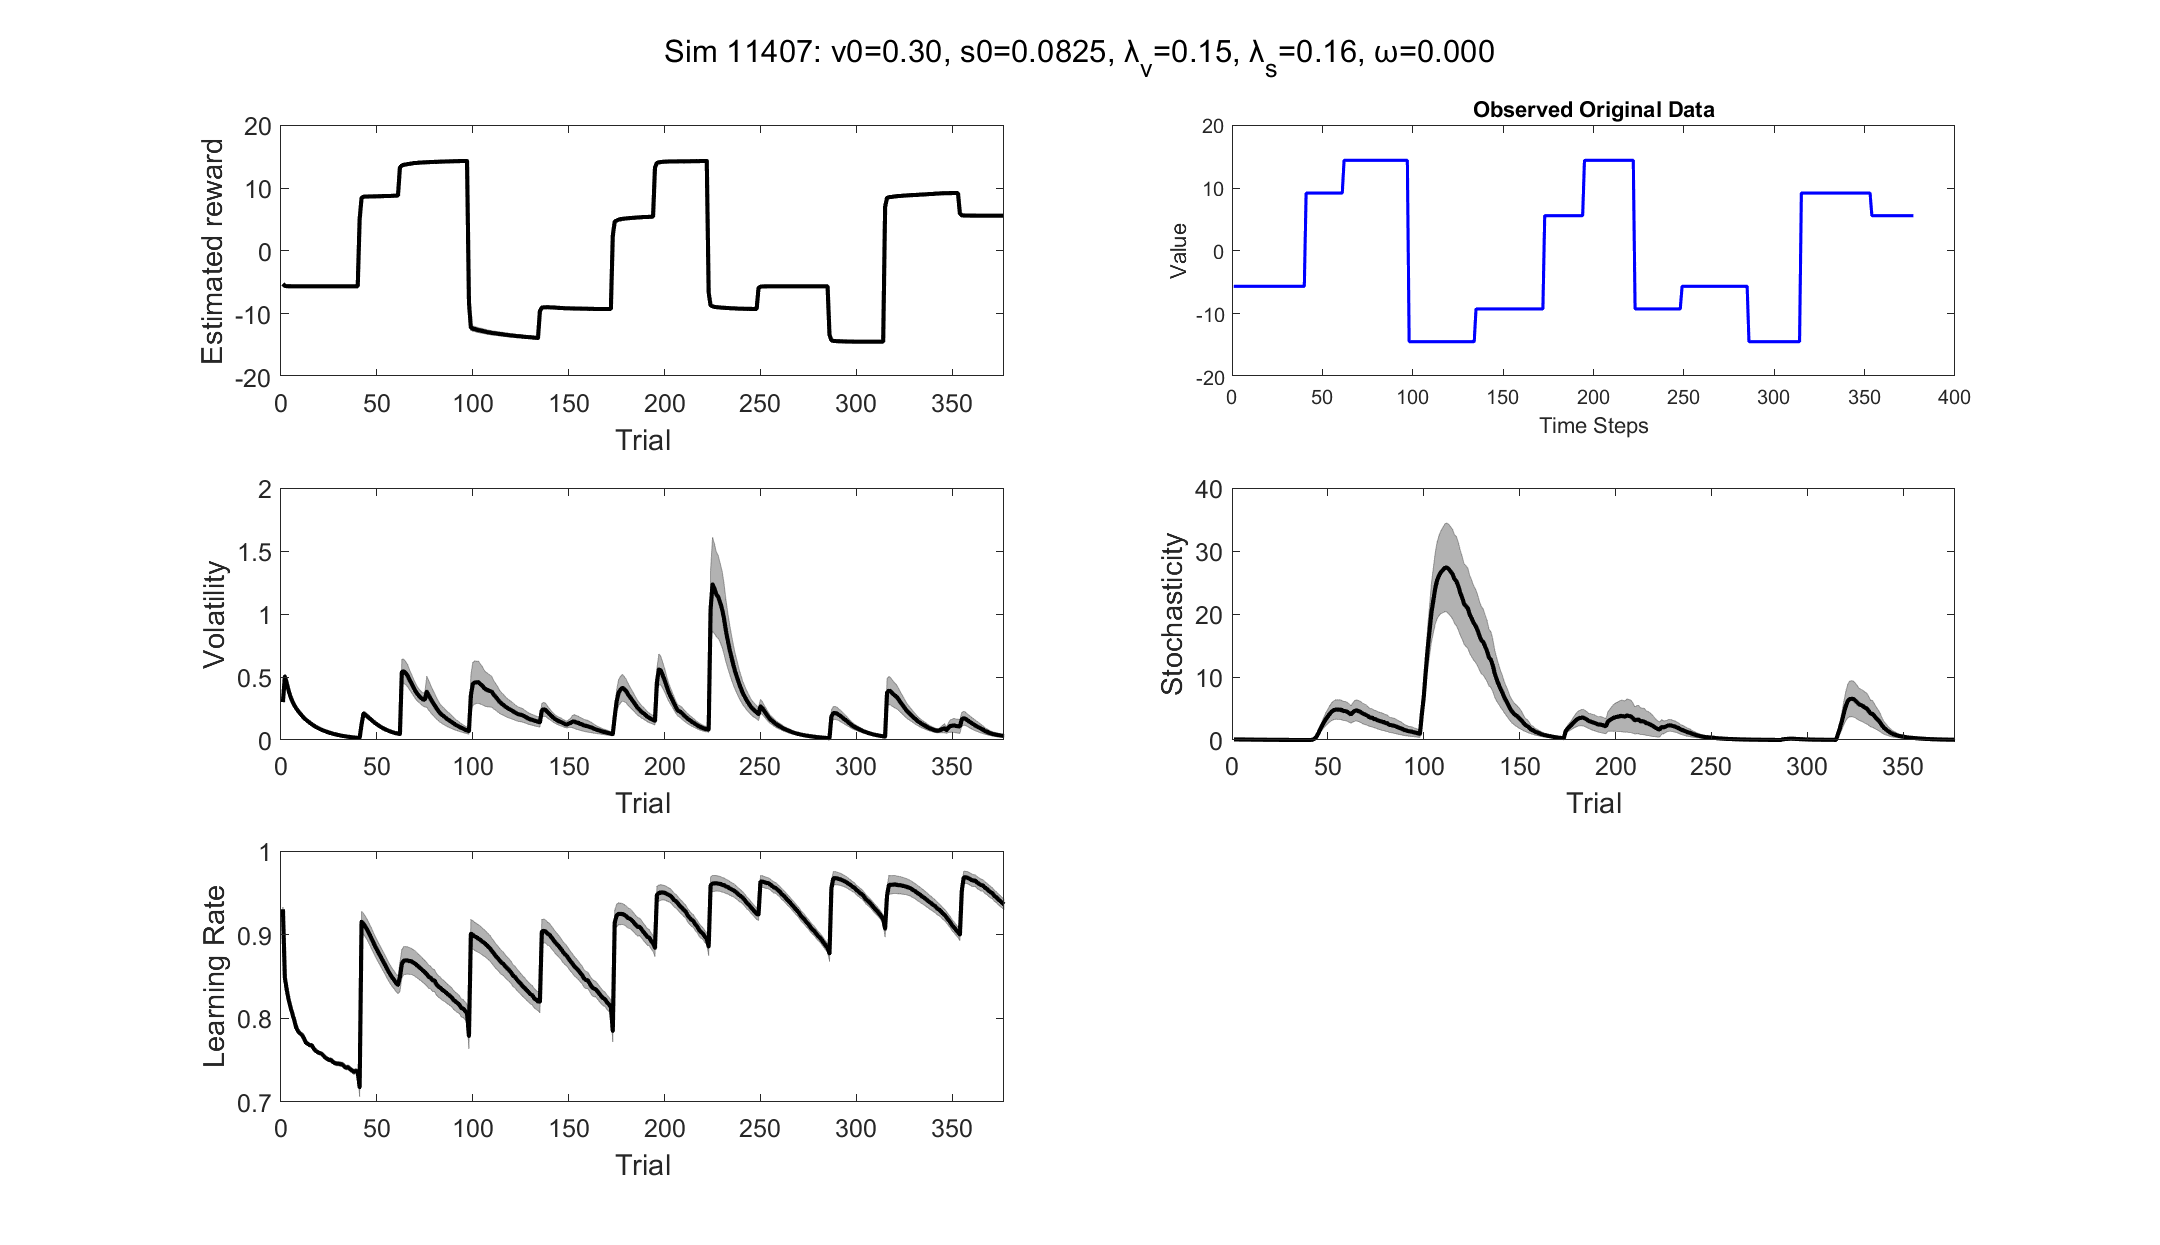 Sim 11407: v0=0.30, s0=0.0825, λv=0.15, λs=0.16, ω=0.000
Estimated reward
20
10
0
-10
-20
0 50 100 150 200 250 300 350
Trial
Observed Original Data
Value
20
10
0
-10
-20
0 50 100 150 200 250 300 350 400
Time Steps
Volatility
2
1.5
1
0.5
0
0 50 100 150 200 250 300 350
Trial
Stochasticity
40
30
20
10
0
0 50 100 150 200 250 300 350
Trial
Learning Rate
1
0.9
0.8
0.7
0 50 100 150 200 250 300 350
Trial